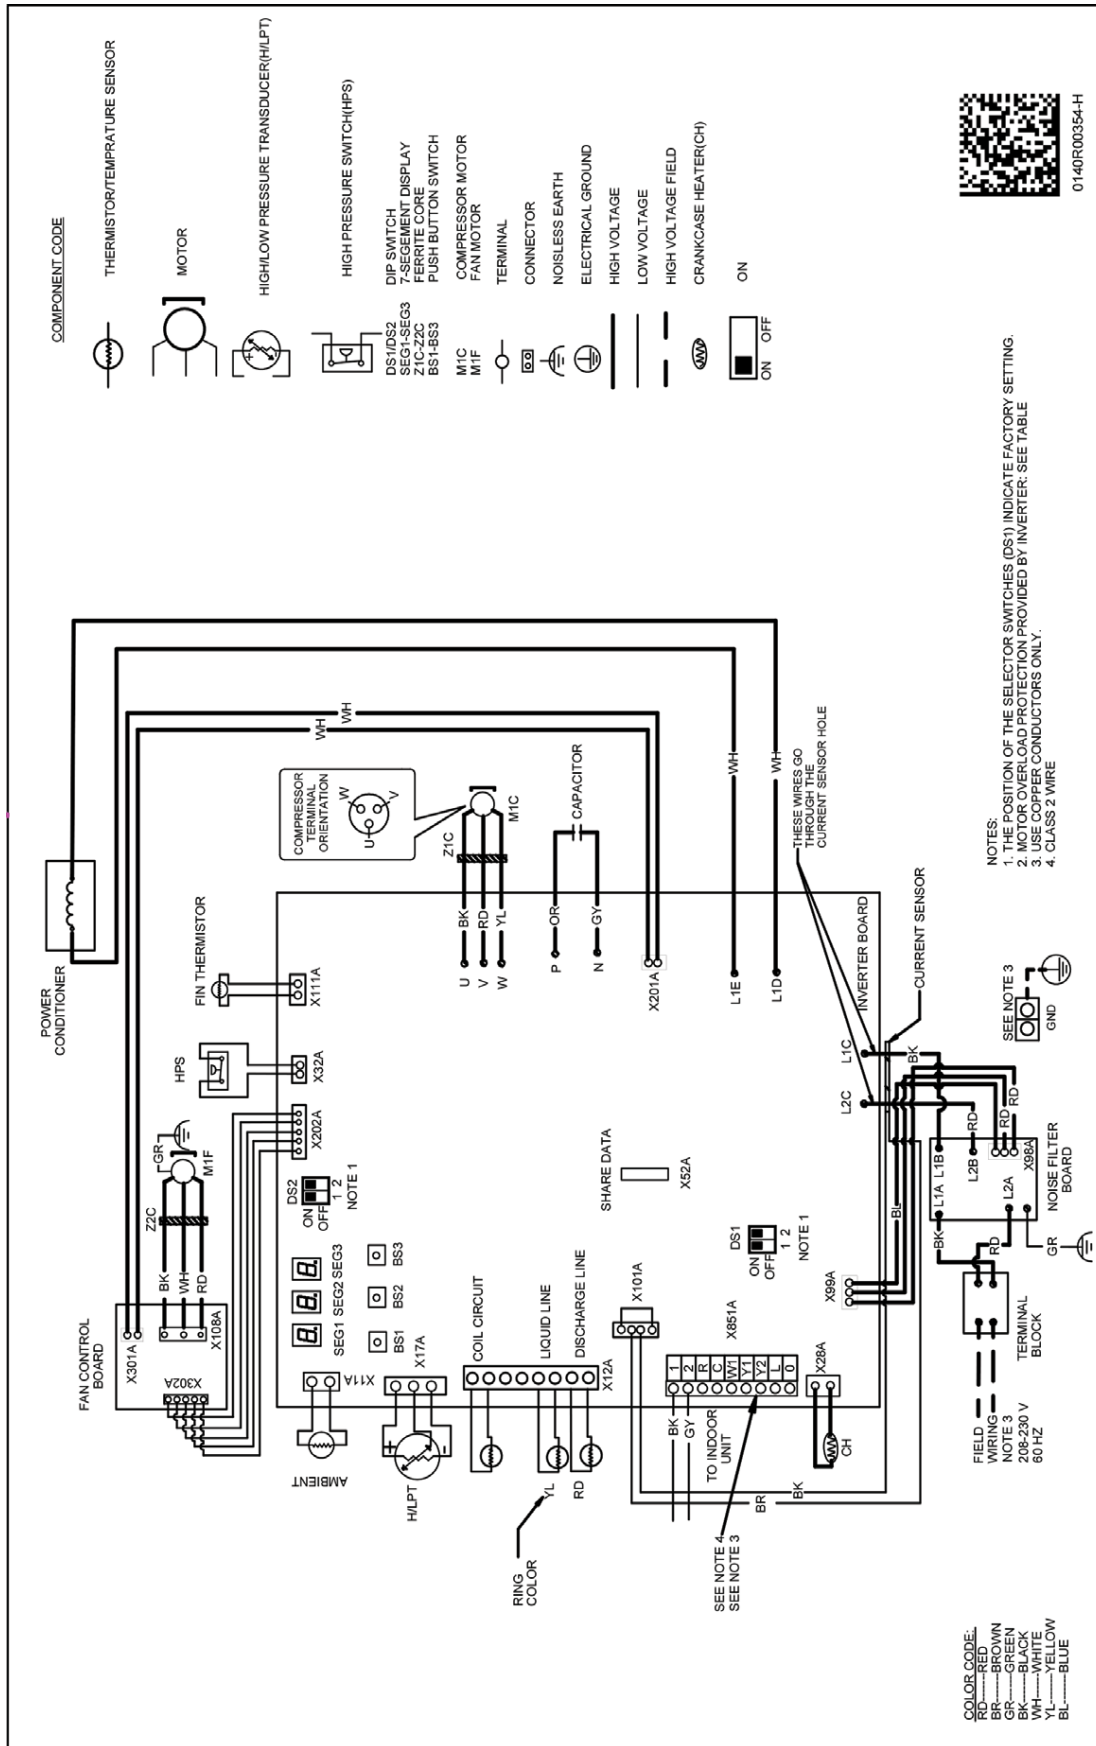 COMPONENT CODE
THERMISTOR/TEMPRATURE SENSOR
MOTOR
HIGH/LOW PRESSURE TRANSDUCER(H/LPT)
HIGH PRESSURE SWITCH(HPS)
DS1/DS2 DIP SWITCH
SEG1-SEG3 7-SEGEMENT DISPLAY
Z1C-Z2C FERRITE CORE
BS1-BS3 PUSH BUTTON SWITCH
M1C COMPRESSOR MOTOR
M1F FAN MOTOR
TERMINAL
CONNECTOR
NOISLESS EARTH
ELECTRICAL GROUND
HIGH VOLTAGE
LOW VOLTAGE
HIGH VOLTAGE FIELD
CRANKCASE HEATER(CH)
ON OFF
ON
0140R00354-H
POWER
CONDITIONER
FIN THERMISTOR
X111A
HPS
X32A
X202A
GR
M1F
Z2C
BK
WH
RD
FAN CONTROL
BOARD
X301A
X108A
X302A
WH
WH
COMPRESSOR
TERMINAL
ORIENTATION
U
W
V
Z1C
M1C
U BK
V RD
W YL
P OR
N GY
CAPACITOR
X201A
L1E WH
L1D WH
INVERTER BOARD
DS2
ON
OFF
1 2
NOTE 1
SEG1 SEG2 SEG3
BS1
BS2
BS3
AMBIENT
X11A
H/LPT
+
-
X17A
COIL CIRCUIT
LIQUID LINE
DISCHARGE LINE
X12A
RING
COLOR
YL
RD
SHARE DATA
X52A
DS1
ON
OFF
1 2
NOTE 1
X101A
X851A
1
2
R
C
W1
Y1
Y2
L
0
BK
GY
TO INDOOR
UNIT
SEE NOTE 4
SEE NOTE 3
X28A
CH
BR
BK
X99A
BL
L1C
L2C
BK
THESE WIRES GO
THROUGH THE
CURRENT SENSOR HOLE
CURRENT SENSOR
RD
RD
RD
L1A L1B
L2B
L2A
X98A
NOISE FILTER
BOARD
BK
RD
GR
SEE NOTE 3
GND
TERMINAL
BLOCK
FIELD
WIRING
NOTE 3
208-230 V
60 HZ
NOTES:
1. THE POSITION OF THE SELECTOR SWITCHES (DS1) INDICATE FACTORY SETTING.
2. MOTOR OVERLOAD PROTECTION PROVIDED BY INVERTER: SEE TABLE
3. USE COPPER CONDUCTORS ONLY.
4. CLASS 2 WIRE
COLOR CODE:
RD-----RED
BR-----BROWN
GR-----GREEN
BK-----BLACK
WH-----WHITE
YL-----YELLOW
BL-----BLUE